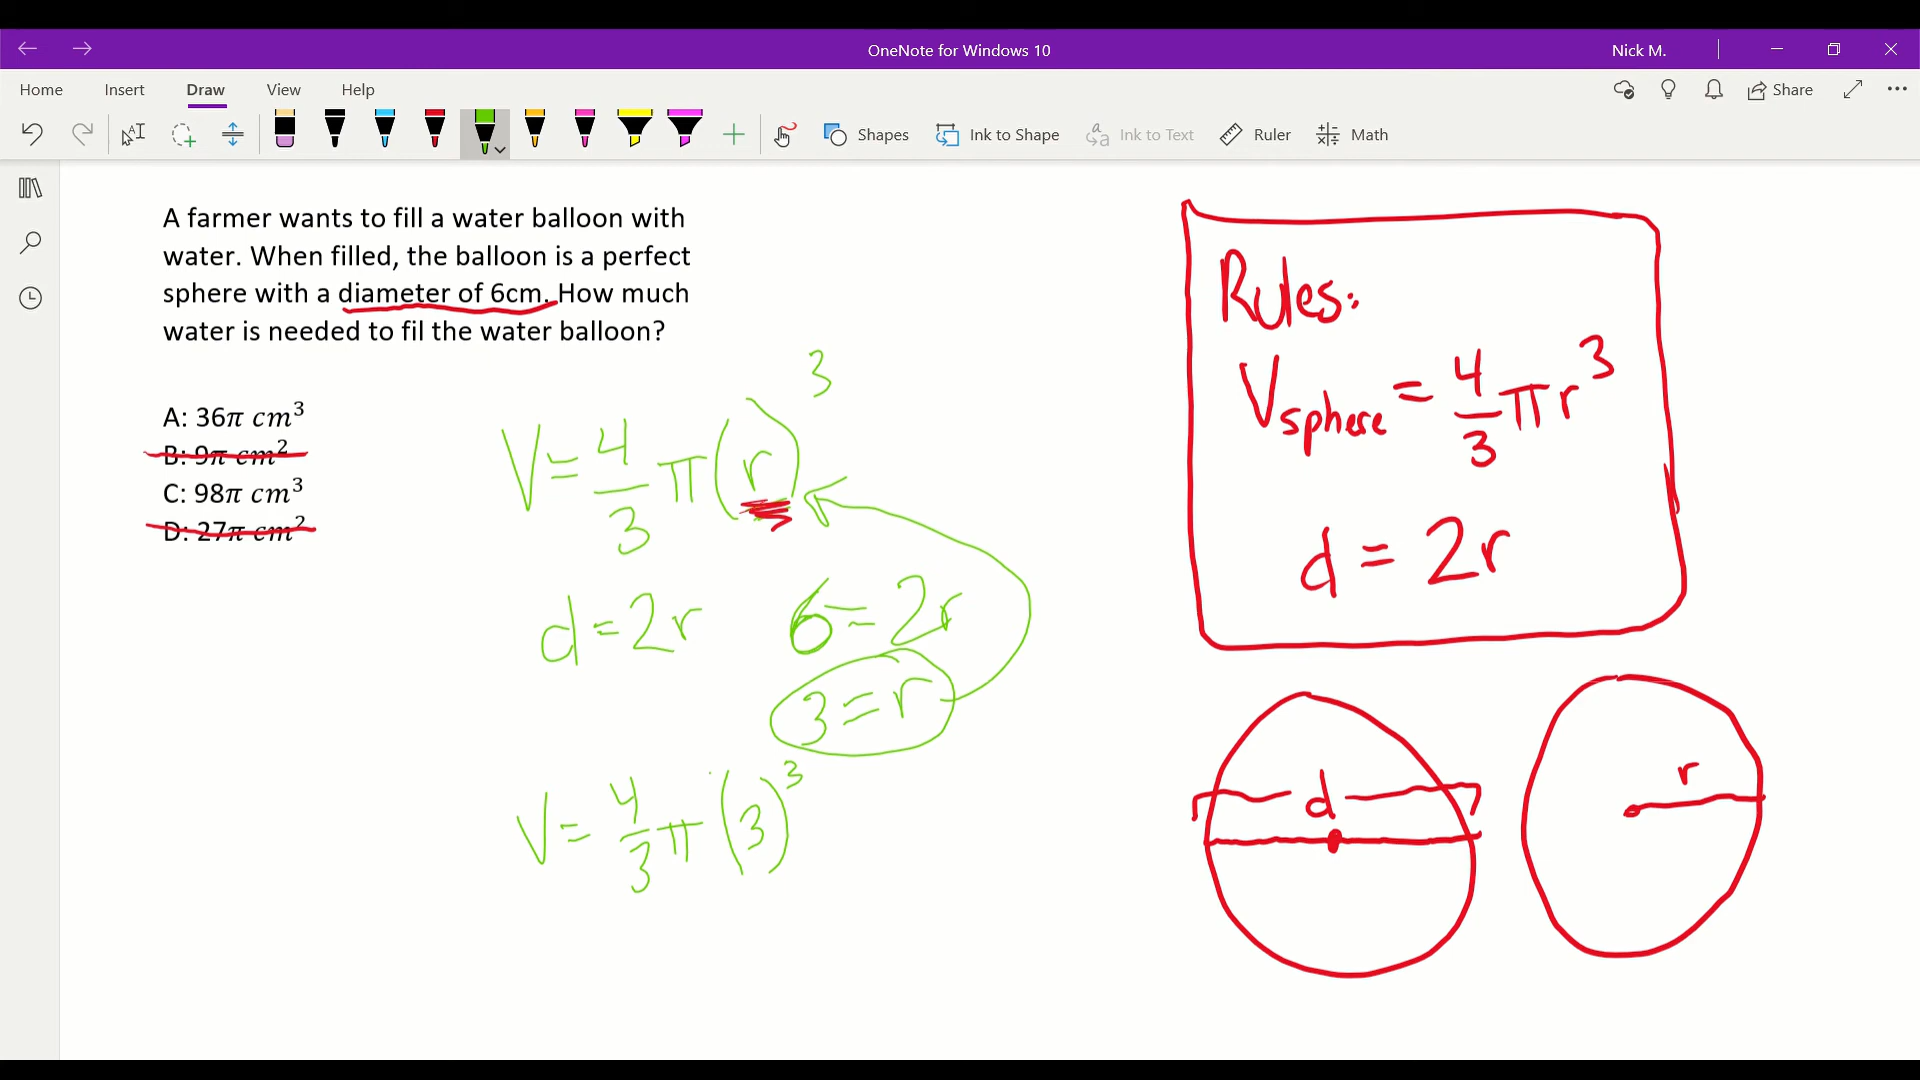 OneNote for Windows 10
Nick M.
Home Insert Draw View Help
Share
Shapes Ink to Shape Ink to Text Ruler Math
A farmer wants to fill a water balloon with
water. When filled, the balloon is a perfect
sphere with a diameter of 6cm. How much
water is needed to fil the water balloon?
A: 36π cm³
B: 9π cm²
C: 98π cm³
D: 27π cm²
V = 4/3 π (r)³
d = 2r
6 = 2r
3 = r
V = 4/3 π (3)³
Rules:
Vsphere = 4/3 πr³
d = 2r
d
r